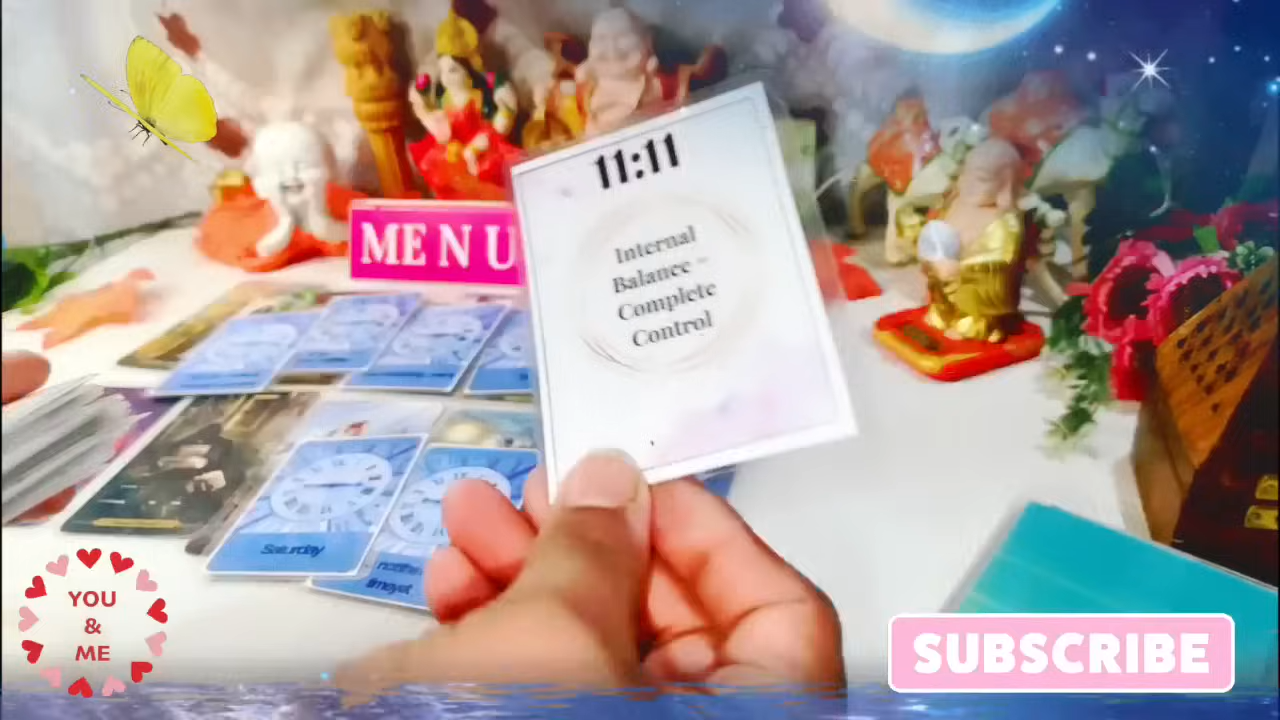 11:11
Internal
Balance -
Complete
Control
MENU
Saturday
YOU
&
ME
SUBSCRIBE